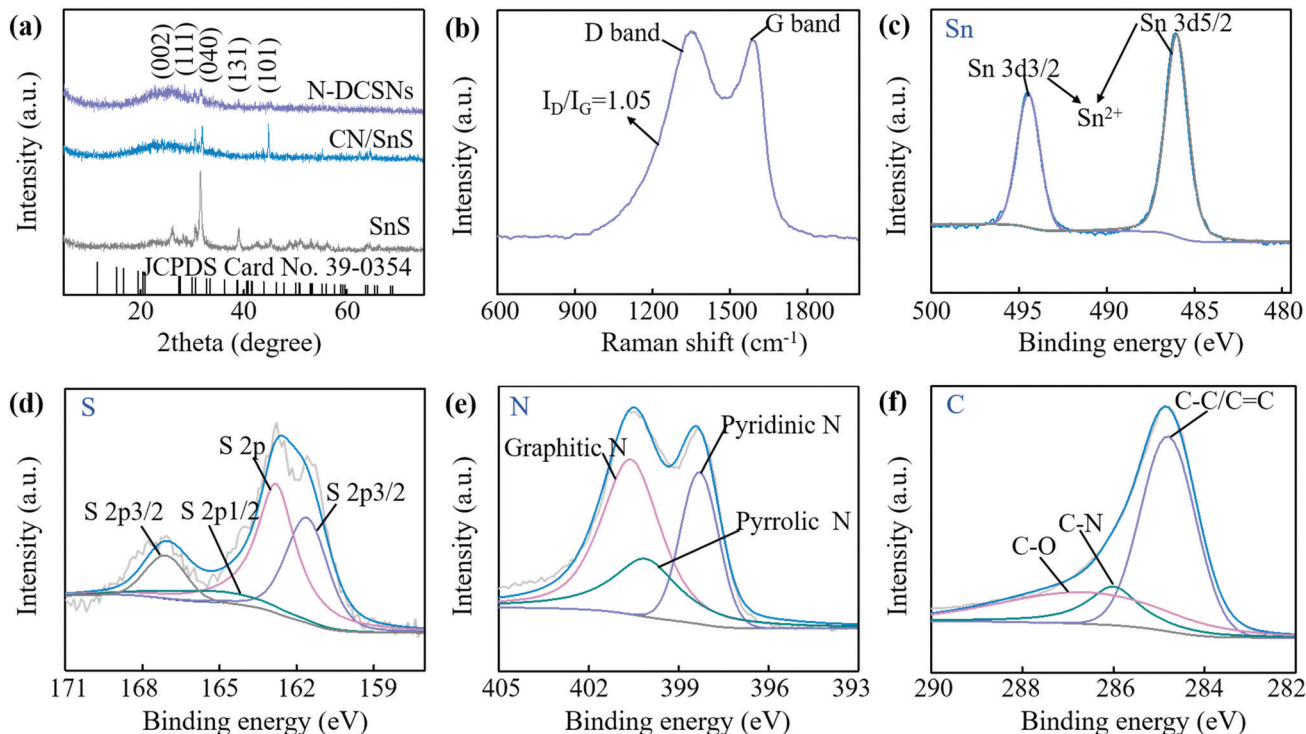 (a)
(002)
(111)
(040)
(131)
(101)
N-DCSNs
CN/SnS
SnS
JCPDS Card No. 39-0354
20
40
60
2theta (degree)
Intensity (a.u.)
(b)
D band
G band
I_D/I_G=1.05
600
900
1200
1500
1800
Raman shift (cm⁻¹)
Intensity (a.u.)
(c)
Sn
Sn 3d5/2
Sn 3d3/2
Sn²⁺
500
495
490
485
480
Binding energy (eV)
Intensity (a.u.)
(d)
S
S 2p
S 2p3/2
S 2p1/2
S 2p3/2
171
168
165
162
159
Binding energy (eV)
Intensity (a.u.)
(e)
N
Graphitic N
Pyridinic N
Pyrrolic N
405
402
399
396
393
Binding energy (eV)
Intensity (a.u.)
(f)
C
C-C/C=C
C-N
C-O
290
288
286
284
282
Binding energy (eV)
Intensity (a.u.)